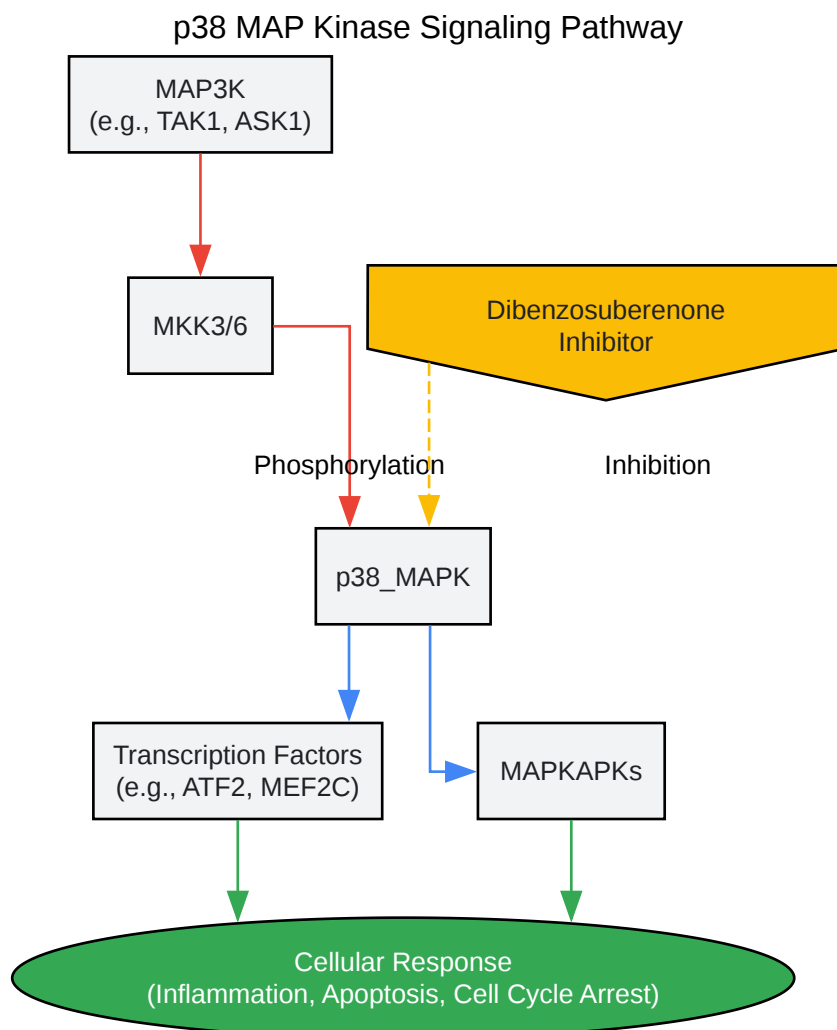 p38 MAP Kinase Signaling Pathway
MAP3K
(e.g., TAK1, ASK1)
MKK3/6
Dibenzosuberenone
Inhibitor
Phosphorylation
Inhibition
p38_MAPK
Transcription Factors
(e.g., ATF2, MEF2C)
MAPKAPKs
Cellular Response
(Inflammation, Apoptosis, Cell Cycle Arrest)